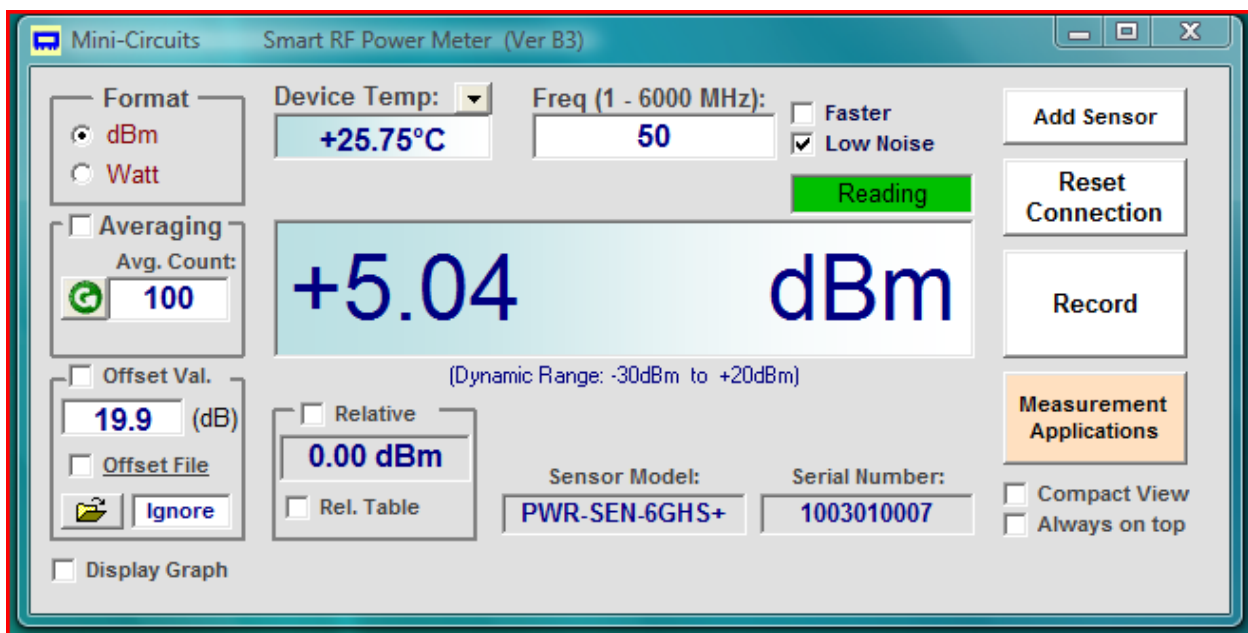 Mini-Circuits Smart RF Power Meter (Ver B3)
Format
dBm
Watt
Device Temp:
+25.75°C
Freq (1 - 6000 MHz):
50
Faster
Low Noise
Reading
Add Sensor
Reset
Connection
Averaging
Avg. Count:
100
+5.04 dBm
Record
(Dynamic Range: -30dBm to +20dBm)
Offset Val.
19.9 (dB)
Offset File
Ignore
Relative
0.00 dBm
Rel. Table
Sensor Model:
PWR-SEN-6GHS+
Serial Number:
1003010007
Measurement
Applications
Compact View
Always on top
Display Graph